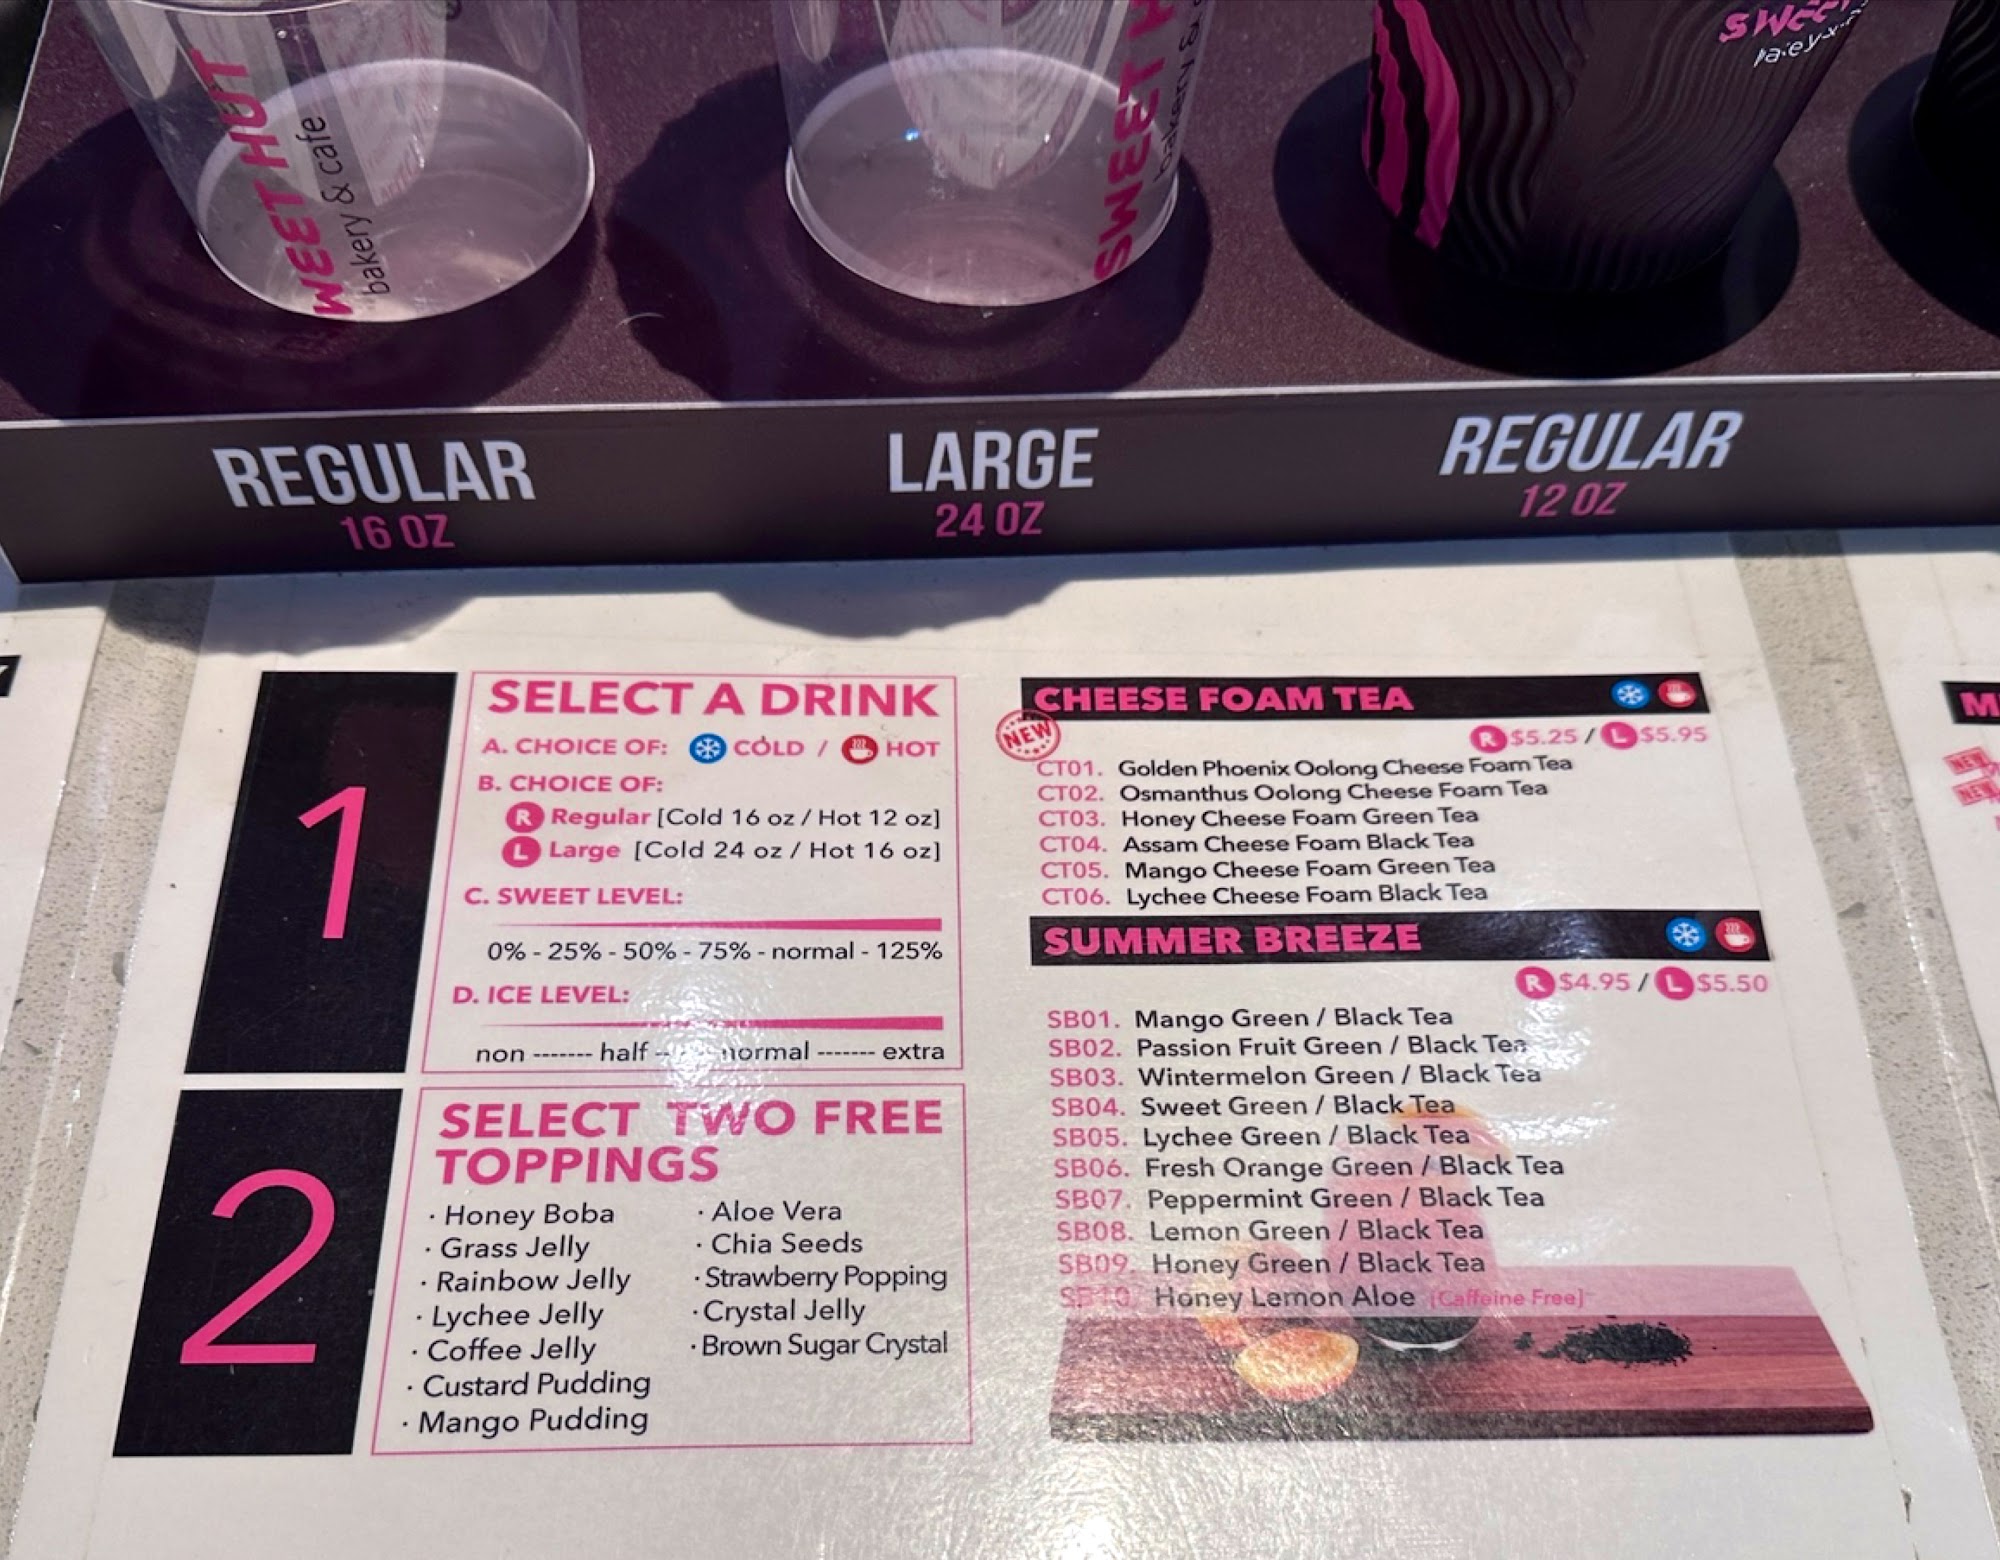 SWEET HUT
bakery & cafe
SWEET H
bakery &
REGULAR
16 OZ
LARGE
24 OZ
REGULAR
12 OZ
1
SELECT A DRINK
A. CHOICE OF: COLD / HOT
B. CHOICE OF:
R Regular [Cold 16 oz / Hot 12 oz]
L Large [Cold 24 oz / Hot 16 oz]
C. SWEET LEVEL:
0% - 25% - 50% - 75% - normal - 125%
D. ICE LEVEL:
non ------- half ------- normal ------- extra
2
SELECT TWO FREE
TOPPINGS
· Honey Boba
· Grass Jelly
· Rainbow Jelly
· Lychee Jelly
· Coffee Jelly
· Custard Pudding
· Mango Pudding
· Aloe Vera
· Chia Seeds
· Strawberry Popping
· Crystal Jelly
· Brown Sugar Crystal
CHEESE FOAM TEA
NEW
R $5.25 / L $5.95
CT01. Golden Phoenix Oolong Cheese Foam Tea
CT02. Osmanthus Oolong Cheese Foam Tea
CT03. Honey Cheese Foam Green Tea
CT04. Assam Cheese Foam Black Tea
CT05. Mango Cheese Foam Green Tea
CT06. Lychee Cheese Foam Black Tea
SUMMER BREEZE
R $4.95 / L $5.50
SB01. Mango Green / Black Tea
SB02. Passion Fruit Green / Black Tea
SB03. Wintermelon Green / Black Tea
SB04. Sweet Green / Black Tea
SB05. Lychee Green / Black Tea
SB06. Fresh Orange Green / Black Tea
SB07. Peppermint Green / Black Tea
SB08. Lemon Green / Black Tea
SB09. Honey Green / Black Tea
SB10. Honey Lemon Aloe [Caffeine Free]
NEW
NEW